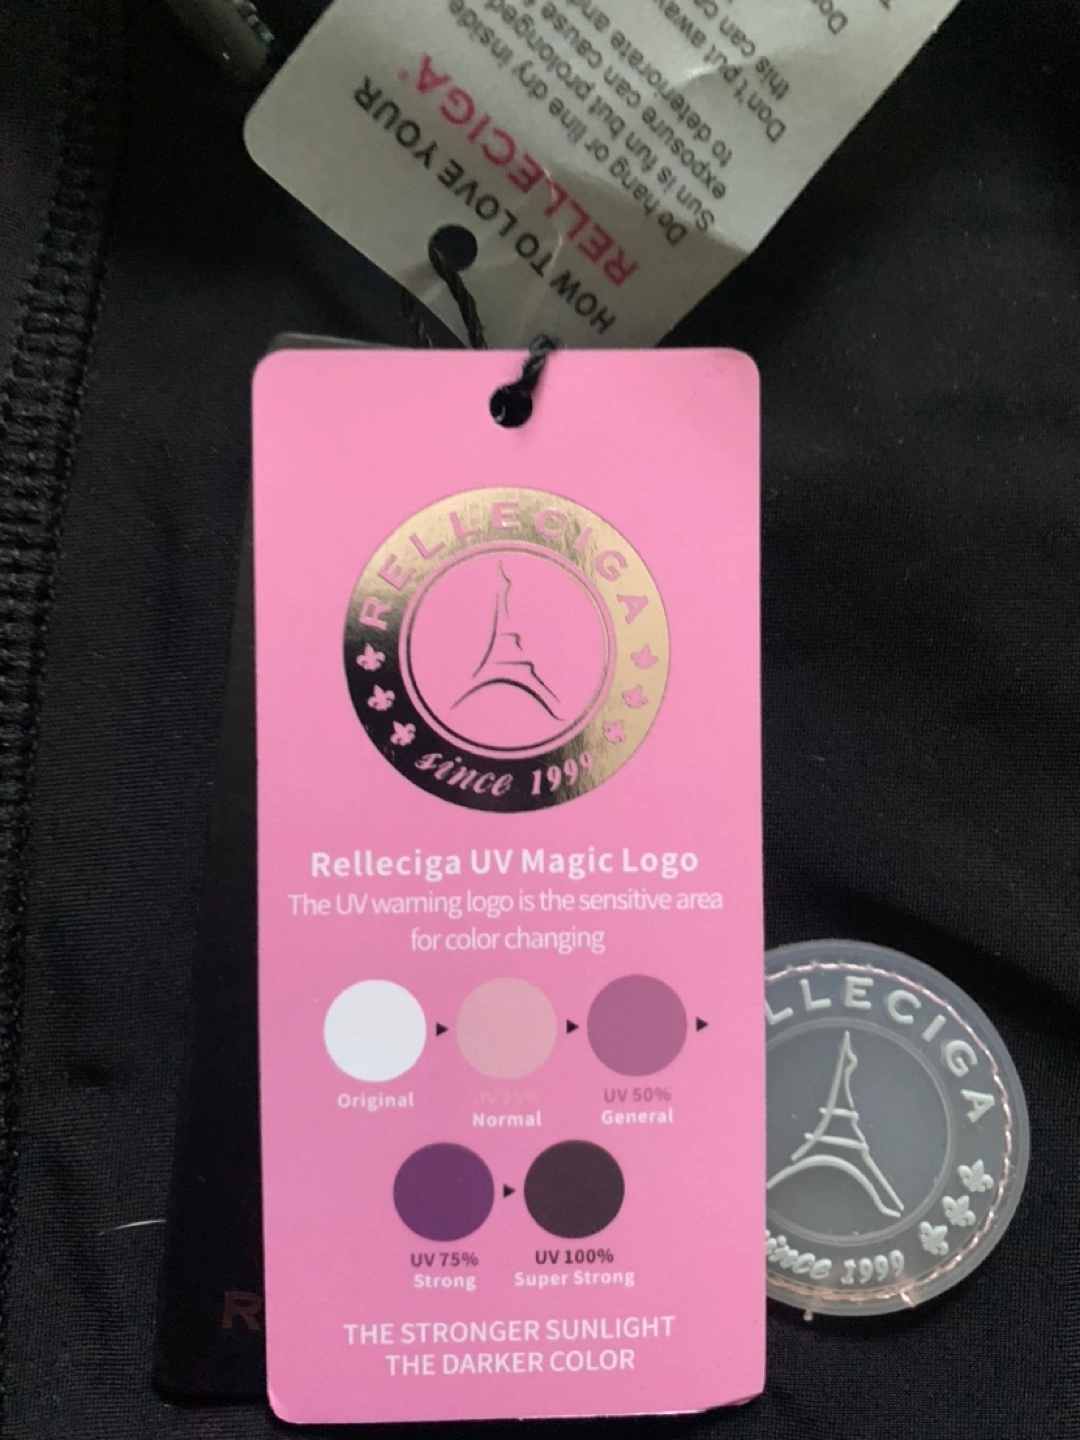 HOW TO LOVE YOUR
RELLECIGA®
Do hang or line dry inside
Sun is fun but prolonged
exposure can cause
to deteriorate and
Don't put away
this can
RELLECIGA
since 1999
Relleciga UV Magic Logo
The UV warning logo is the sensitive area
for color changing
Original
UV 25%
Normal
UV 50%
General
UV 75%
Strong
UV 100%
Super Strong
THE STRONGER SUNLIGHT
THE DARKER COLOR
LLECIGA
since 1999
R